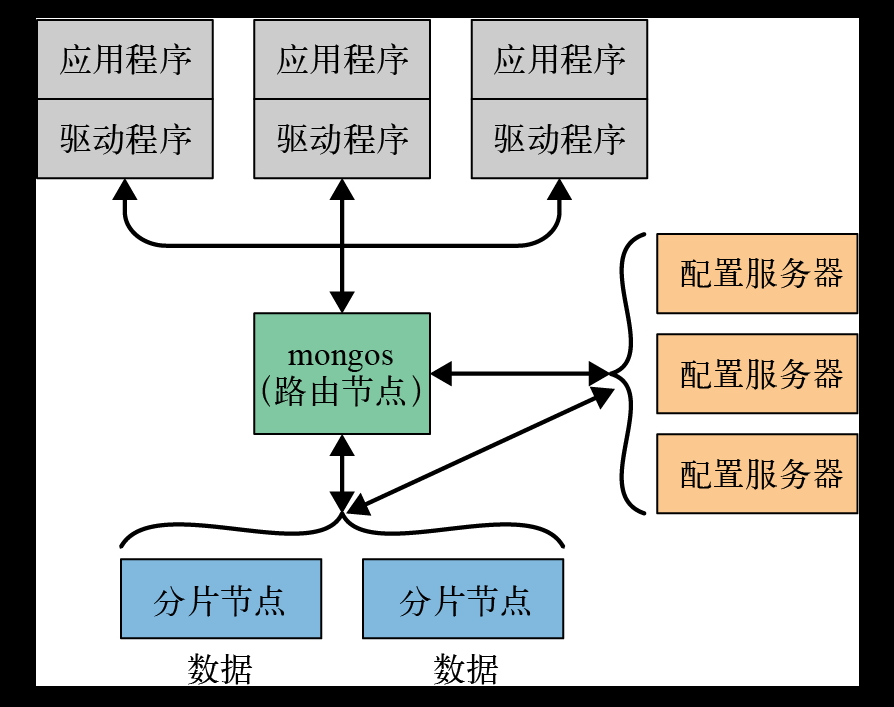 应用程序
应用程序
应用程序
驱动程序
驱动程序
驱动程序
配置服务器
mongos
(路由节点)
配置服务器
配置服务器
分片节点
分片节点
数据
数据